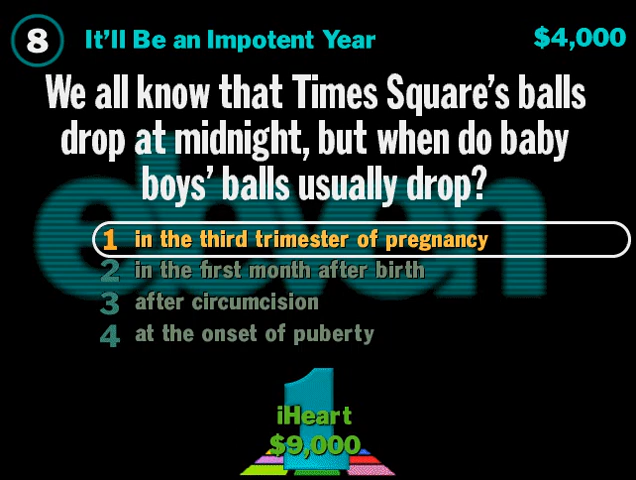 8 It'll Be an Impotent Year $4,000
We all know that Times Square's balls
drop at midnight, but when do baby
boys' balls usually drop?
eleven
1 in the third trimester of pregnancy
2 in the first month after birth
3 after circumcision
4 at the onset of puberty
1
iHeart
$9,000